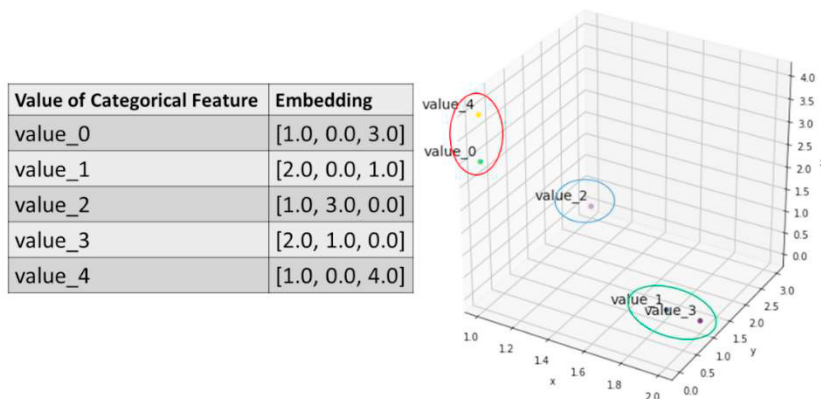 Value of Categorical Feature Embedding
value_0 [1.0, 0.0, 3.0]
value_1 [2.0, 0.0, 1.0]
value_2 [1.0, 3.0, 0.0]
value_3 [2.0, 1.0, 0.0]
value_4 [1.0, 0.0, 4.0]
value_4
value_0
value_2
value_1
value_3
4.0
3.5
3.0
2.5
2.0
1.5
1.0
0.5
0.0
3.0
2.5
2.0
1.5
1.0
0.5
0.0
y
1.0
1.2
1.4
1.6
1.8
2.0
x